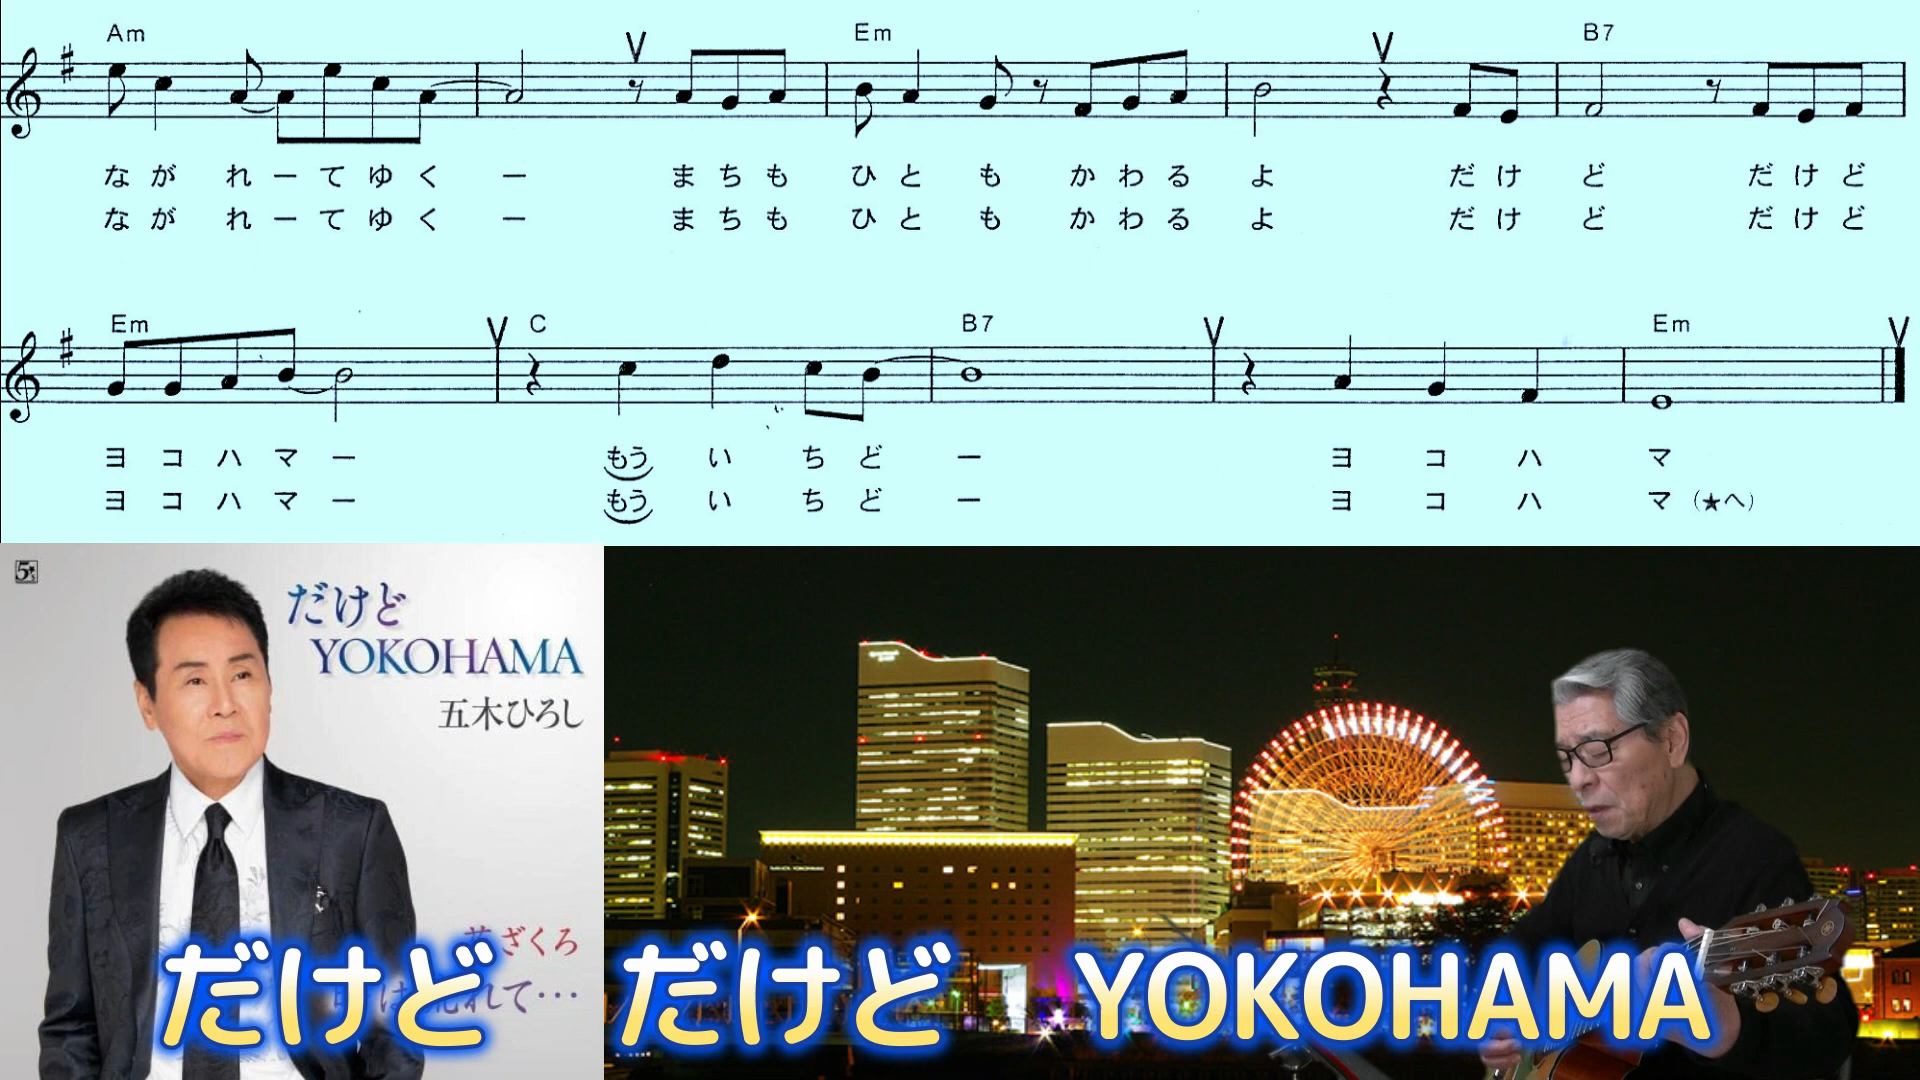 Am Em B7
な が れ ー て ゆ く ー ま ち も ひ と も か わ る よ だ け ど だ け ど
な が れ ー て ゆ く ー ま ち も ひ と も か わ る よ だ け ど だ け ど
Em C B7 Em
ヨ コ ハ マ ー もう い ち ど ー ヨ コ ハ マ
ヨ コ ハ マ ー もう い ち ど ー ヨ コ ハ マ (★へ)
だけど
YOKOHAMA
五木ひろし
ざくろ
れて・・・
だけど だけど YOKOHAMA